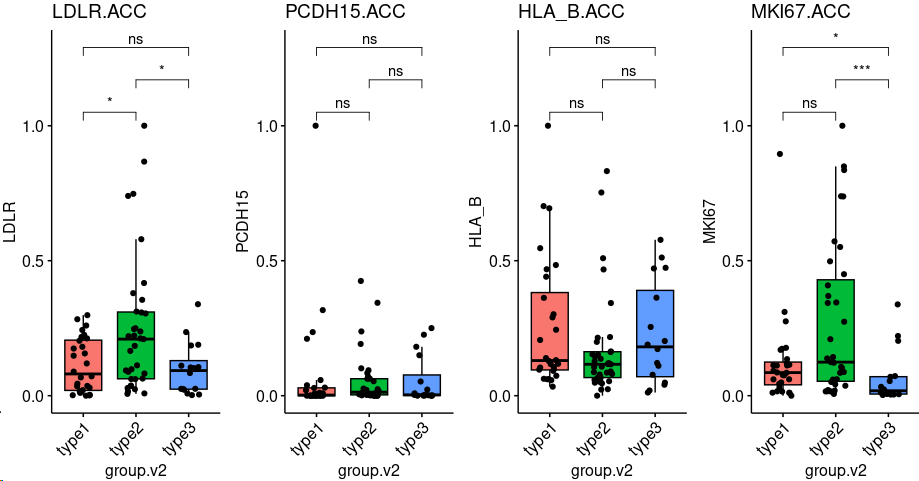 LDLR.ACC
ns
*
*
1.0
0.5
0.0
LDLR
type1
type2
type3
group.v2
PCDH15.ACC
ns
ns
ns
1.0
0.5
0.0
PCDH15
type1
type2
type3
group.v2
HLA_B.ACC
ns
ns
ns
1.0
0.5
0.0
HLA_B
type1
type2
type3
group.v2
MKI67.ACC
*
***
ns
1.0
0.5
0.0
MKI67
type1
type2
type3
group.v2